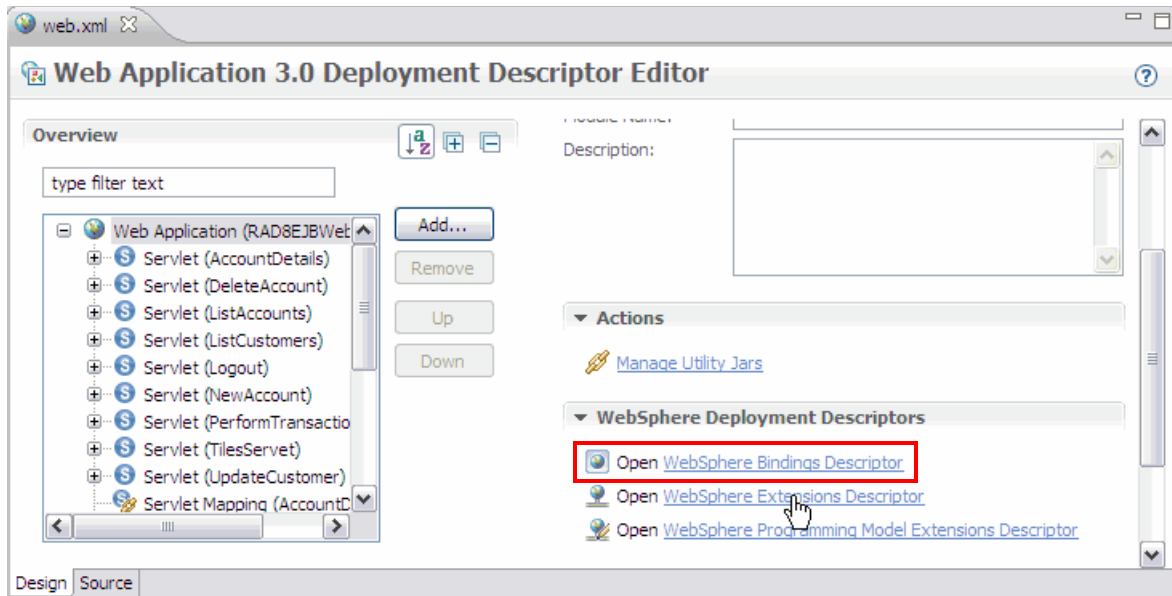 web.xml
Web Application 3.0 Deployment Descriptor Editor
Overview
type filter text
Web Application (RAD8EJBWeb
Servlet (AccountDetails)
Servlet (DeleteAccount)
Servlet (ListAccounts)
Servlet (ListCustomers)
Servlet (Logout)
Servlet (NewAccount)
Servlet (PerformTransactio
Servlet (TilesServet)
Servlet (UpdateCustomer)
Servlet Mapping (AccountD
Add...
Remove
Up
Down
Module Name:
Description:
Actions
Manage Utility Jars
WebSphere Deployment Descriptors
Open WebSphere Bindings Descriptor
Open WebSphere Extensions Descriptor
Open WebSphere Programming Model Extensions Descriptor
Design Source